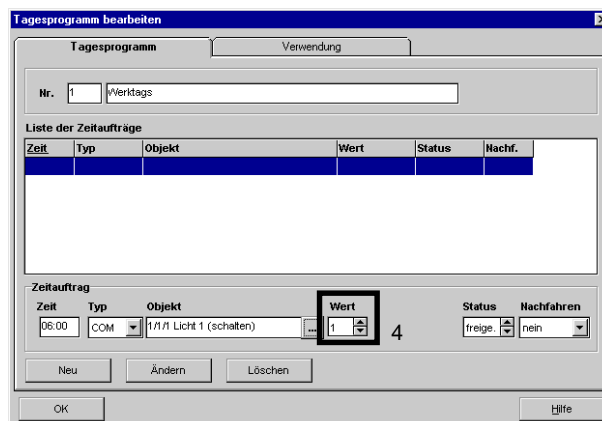 Tagesprogramm bearbeiten
Tagesprogramm Verwendung
Nr. 1 Werktags
Liste der Zeitaufträge
Zeit Typ Objekt Wert Status Nachf.
Zeitauftrag
Zeit Typ Objekt Wert Status Nachfahren
06:00 COM 1/1/1 Licht 1 (schalten) ... 1 4 freige. nein
Neu Ändern Löschen
OK Hilfe